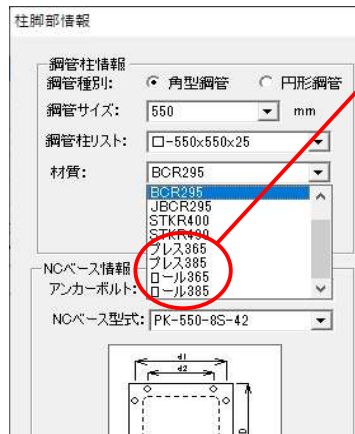 柱脚部情報
鋼管柱情報
鋼管種別: 角型鋼管 円形鋼管
鋼管サイズ: 550 mm
鋼管柱リスト: □-550x550x25
材質: BCR295
BCR295
JBCR295
STKR400
STKR490
プレス365
プレス385
ロール365
ロール385
NCベース情報
アンカーボルト:
NCベース型式: PK-550-8S-42
d1
d2
D